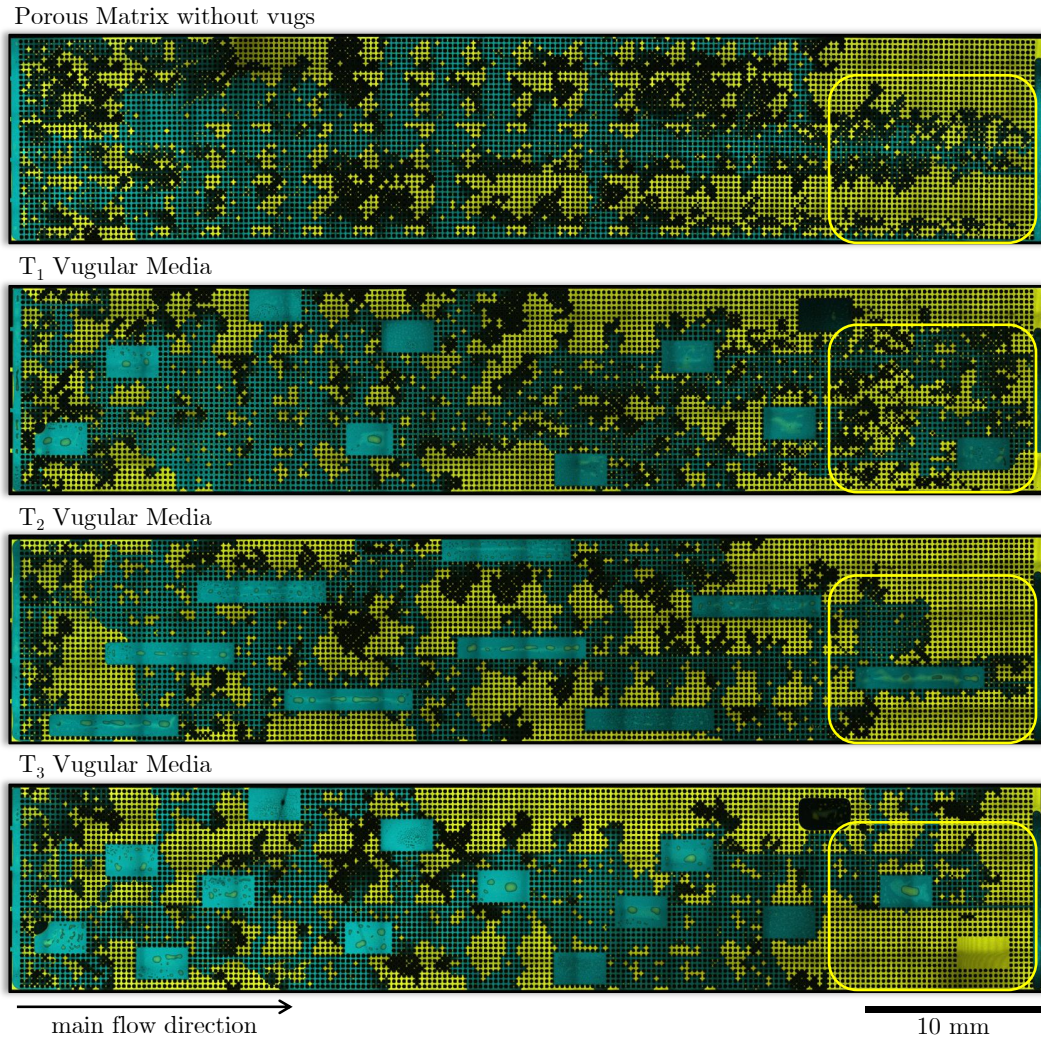 Porous Matrix without vugs
T₁ Vugular Media
T₂ Vugular Media
T₃ Vugular Media
main flow direction
10 mm